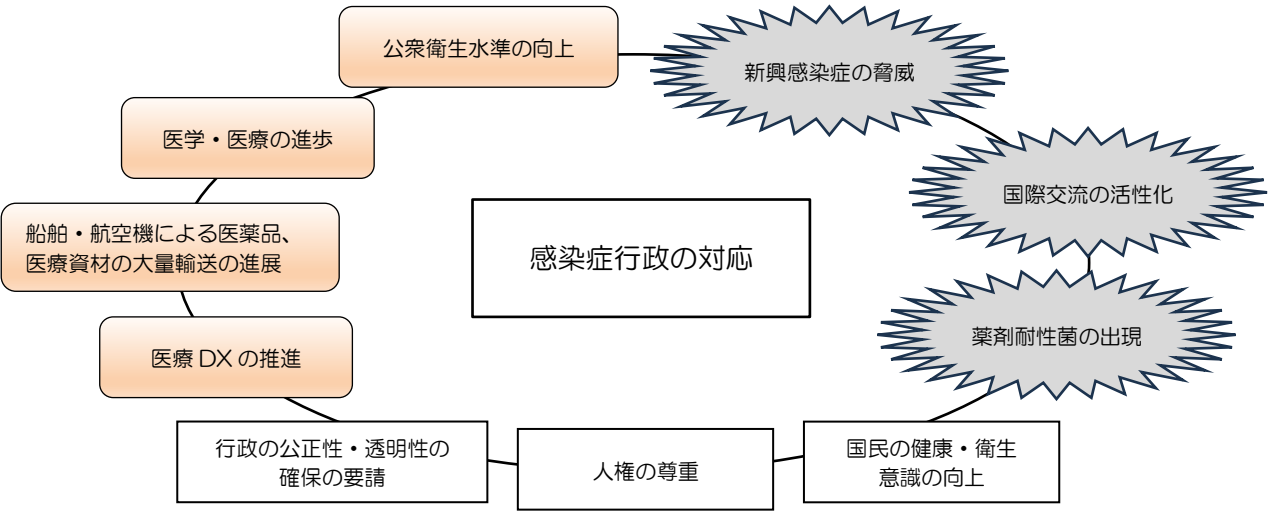 公衆衛生水準の向上
新興感染症の脅威
医学・医療の進歩
国際交流の活性化
船舶・航空機による医薬品、
医療資材の大量輸送の進展
感染症行政の対応
薬剤耐性菌の出現
医療 DX の推進
行政の公正性・透明性の
確保の要請
人権の尊重
国民の健康・衛生
意識の向上